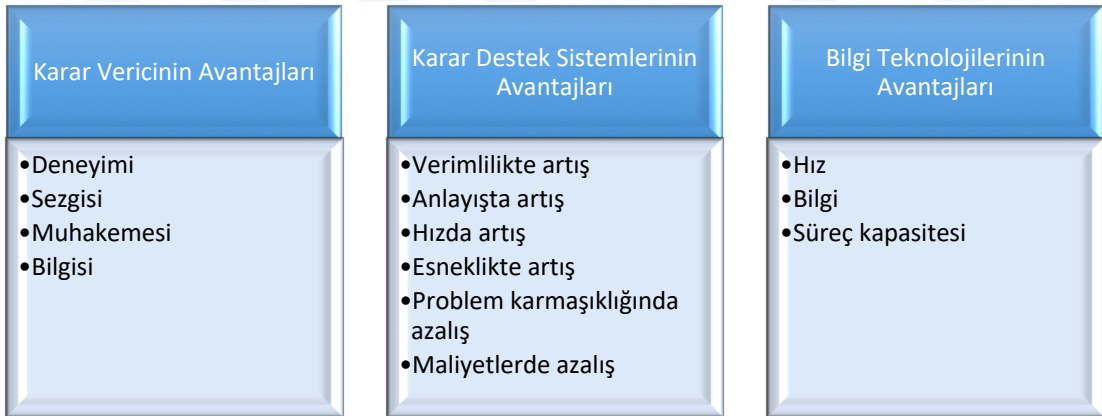 Karar Vericinin Avantajları
•Deneyimi
•Sezgisi
•Muhakemesi
•Bilgisi
Karar Destek Sistemlerinin
Avantajları
•Verimlilikte artış
•Anlayışta artış
•Hızda artış
•Esneklikte artış
•Problem karmaşıklığında
azalış
•Maliyetlerde azalış
Bilgi Teknolojilerinin
Avantajları
•Hız
•Bilgi
•Süreç kapasitesi